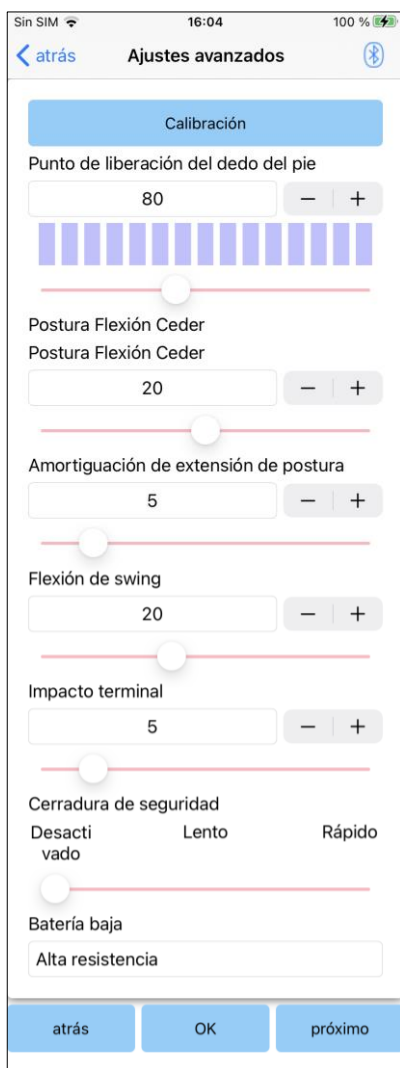 Sin SIM 16:04 100 %
atrás Ajustes avanzados
Calibración
Punto de liberación del dedo del pie
80 − +
Postura Flexión Ceder
Postura Flexión Ceder
20 − +
Amortiguación de extensión de postura
5 − +
Flexión de swing
20 − +
Impacto terminal
5 − +
Cerradura de seguridad
Desacti Lento Rápido
vado
Batería baja
Alta resistencia
atrás OK próximo